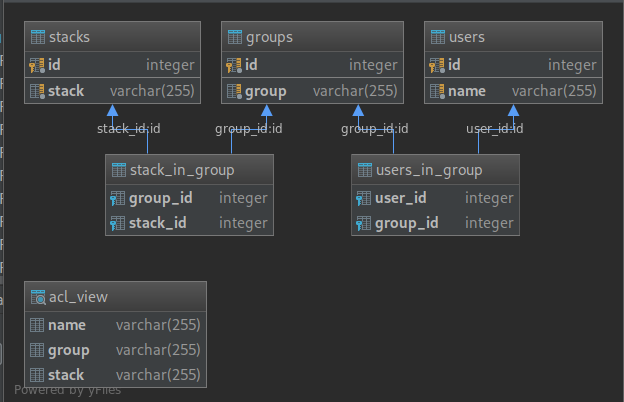 stacks
id integer
stack varchar(255)
groups
id integer
group varchar(255)
users
id integer
name varchar(255)
stack_id:id
group_id:id
group_id:id
user_id:id
stack_in_group
group_id integer
stack_id integer
users_in_group
user_id integer
group_id integer
acl_view
name varchar(255)
group varchar(255)
stack varchar(255)
Powered by yFiles